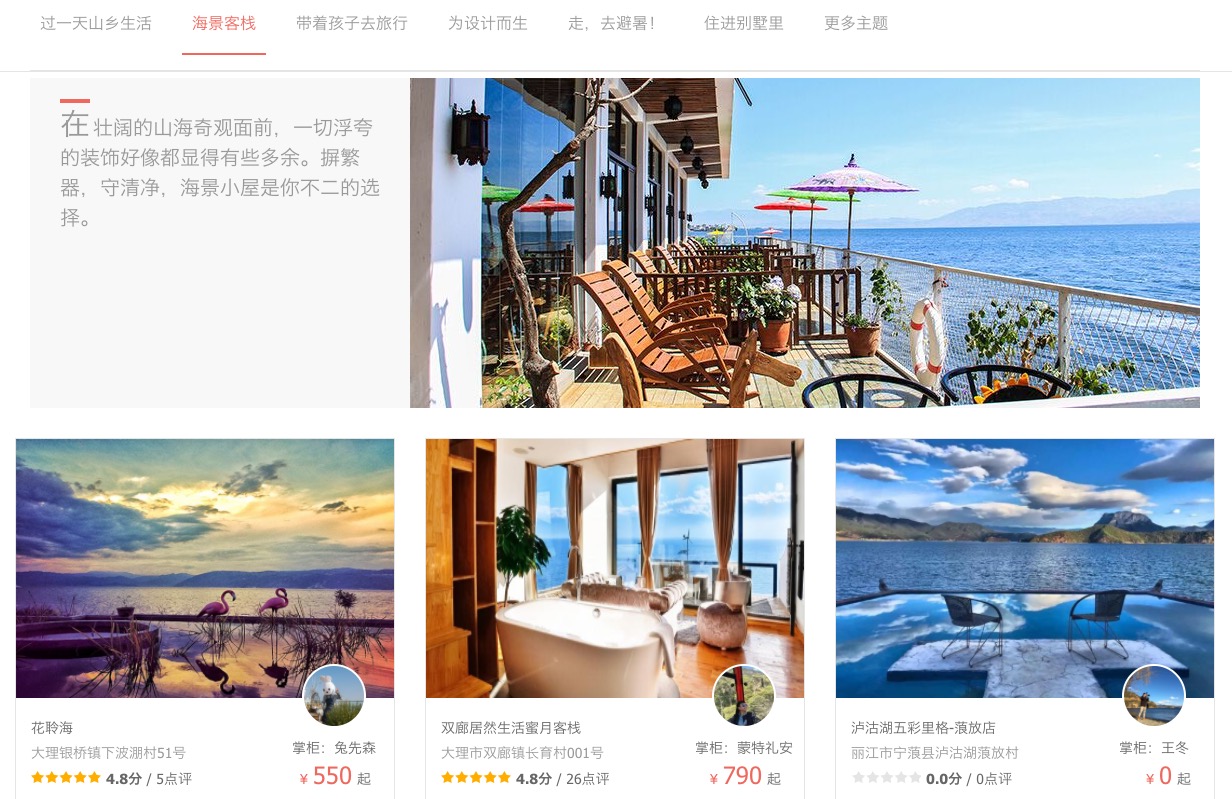 过一天山乡生活 海景客栈 带着孩子去旅行 为设计而生 走，去避暑！ 住进别墅里 更多主题
在壮阔的山海奇观面前，一切浮夸
的装饰好像都显得有些多余。摒繁
嚣，守清净，海景小屋是你不二的选
择。
花聆海
大理银桥镇下波淜村51号
掌柜：兔先森
4.8分 / 5点评
¥ 550 起
双廊居然生活蜜月客栈
大理市双廊镇长育村001号
掌柜：蒙特礼安
4.8分 / 26点评
¥ 790 起
泸沽湖五彩里格-蒗放店
丽江市宁蒗县泸沽湖蒗放村
掌柜：王冬
0.0分 / 0点评
¥ 0 起